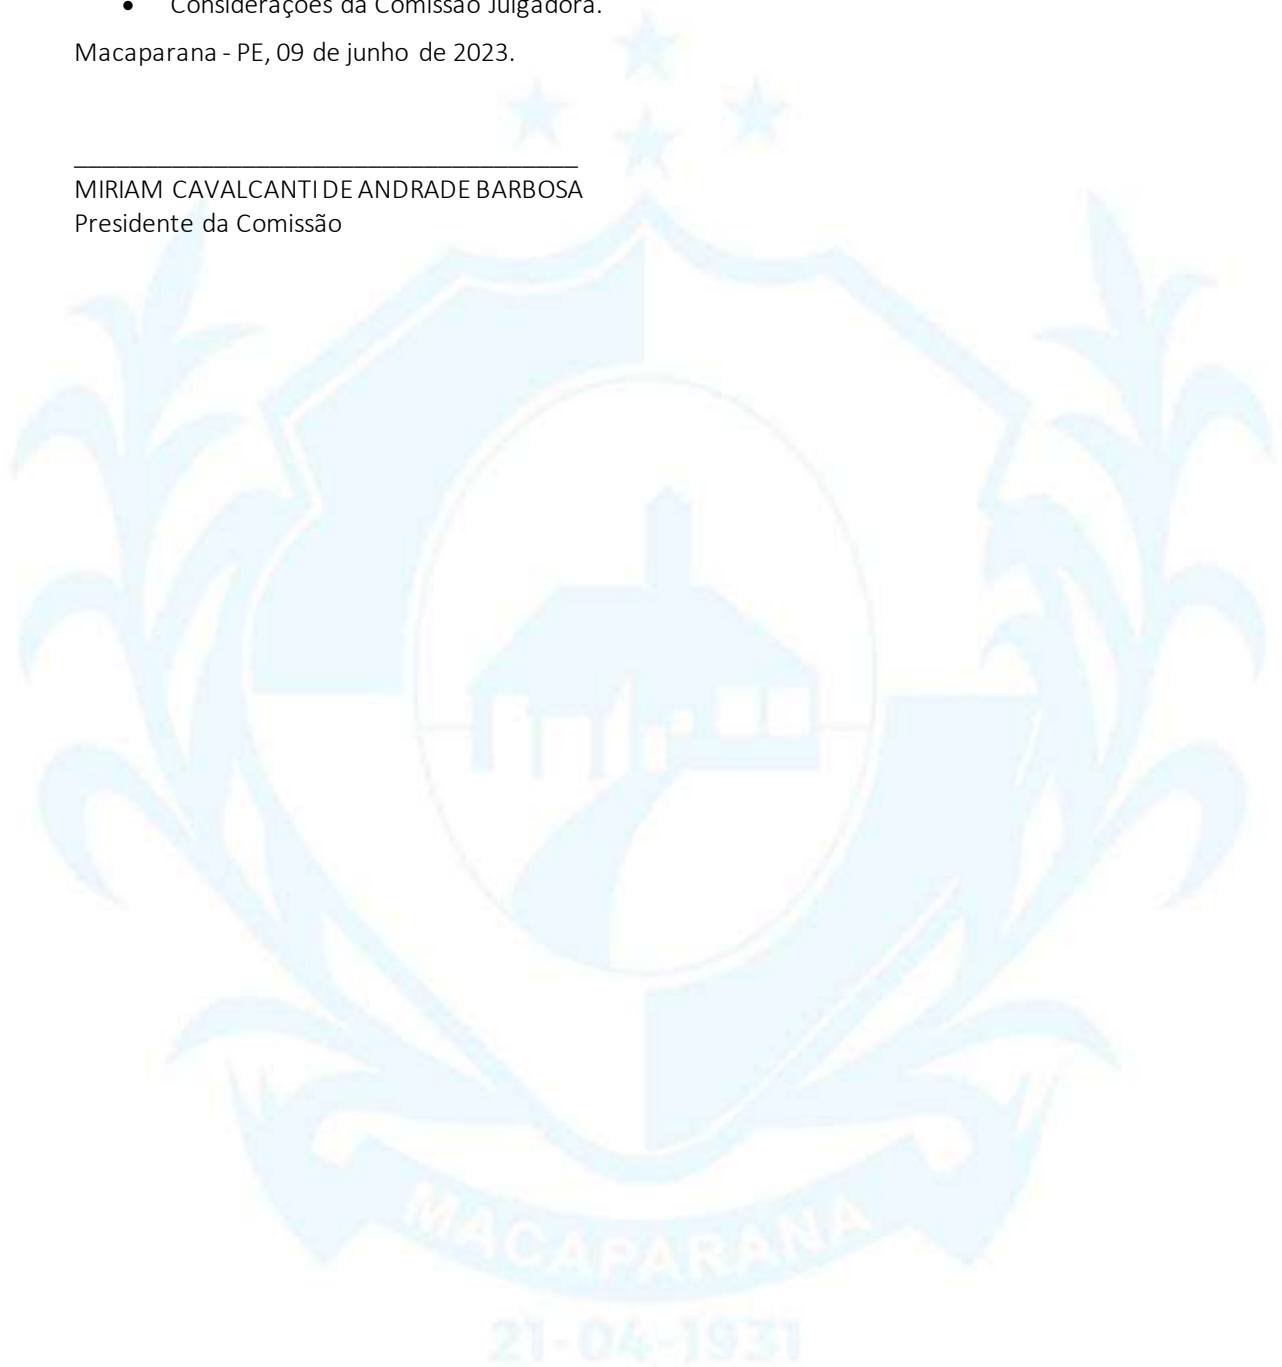 • Considerações da Comissão Julgadora.
Macaparana - PE, 09 de junho de 2023.
____________________________________
MIRIAM CAVALCANTI DE ANDRADE BARBOSA
Presidente da Comissão
MACAPARANA
21-04-1931